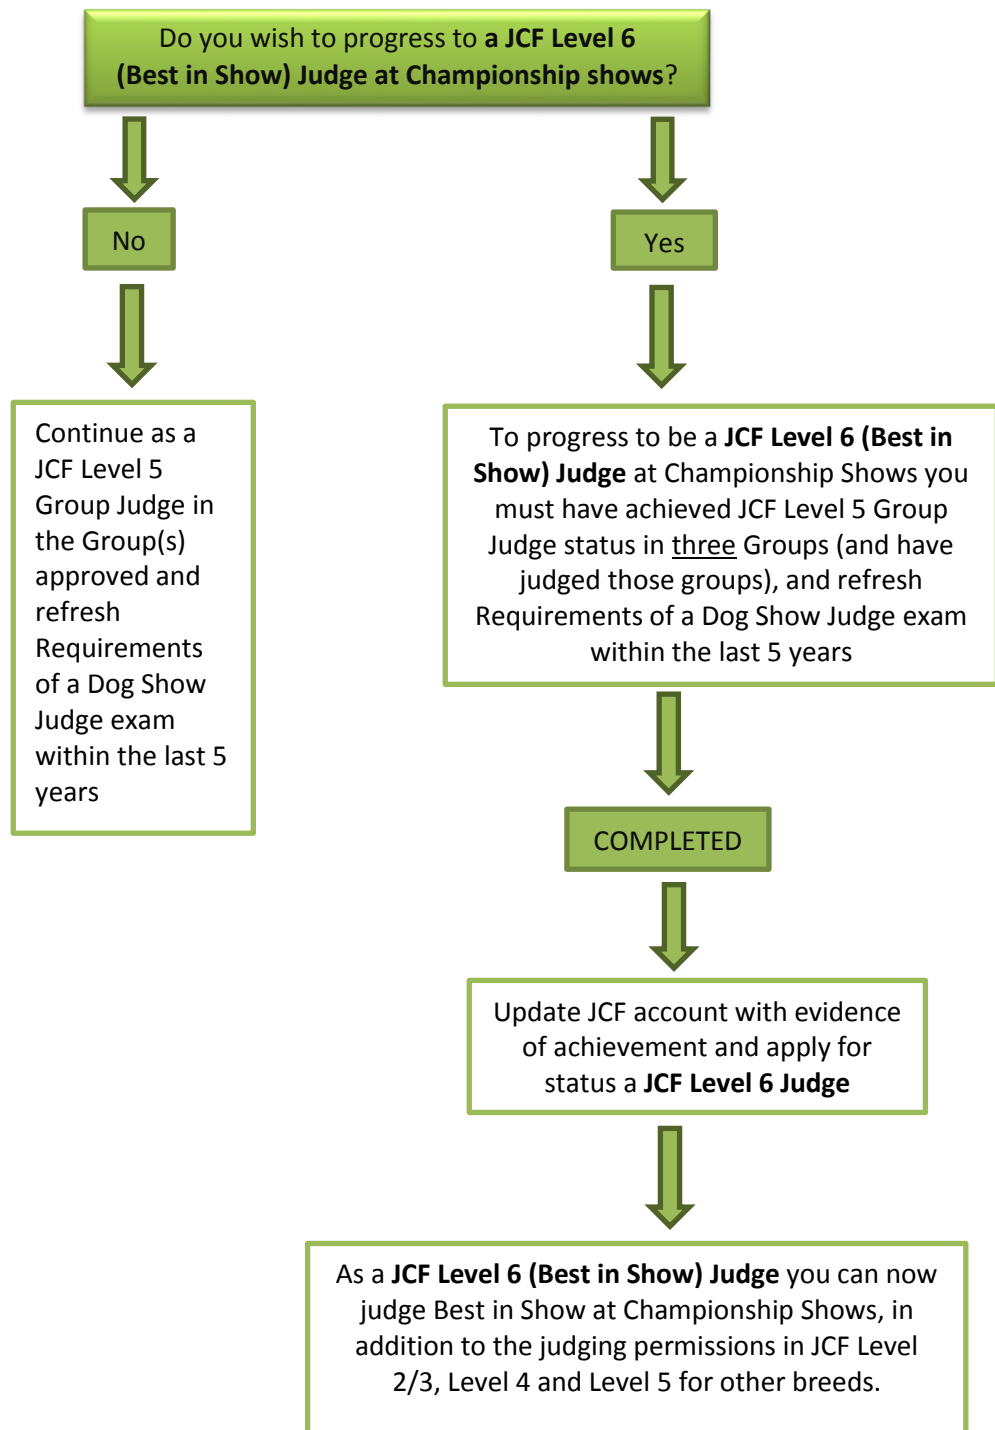 Do you wish to progress to a JCF Level 6
(Best in Show) Judge at Championship shows?
No
Yes
Continue as a
JCF Level 5
Group Judge in
the Group(s)
approved and
refresh
Requirements
of a Dog Show
Judge exam
within the last 5
years
To progress to be a JCF Level 6 (Best in
Show) Judge at Championship Shows you
must have achieved JCF Level 5 Group
Judge status in three Groups (and have
judged those groups), and refresh
Requirements of a Dog Show Judge exam
within the last 5 years
COMPLETED
Update JCF account with evidence
of achievement and apply for
status a JCF Level 6 Judge
As a JCF Level 6 (Best in Show) Judge you can now
judge Best in Show at Championship Shows, in
addition to the judging permissions in JCF Level
2/3, Level 4 and Level 5 for other breeds.